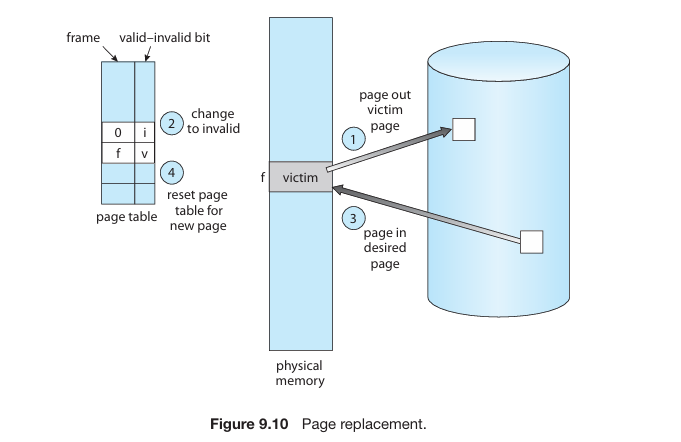 frame
valid–invalid bit
0
i
f
v
page table
2
change
to invalid
4
reset page
table for
new page
f
victim
physical
memory
page out
victim
page
1
3
page in
desired
page
Figure 9.10 Page replacement.